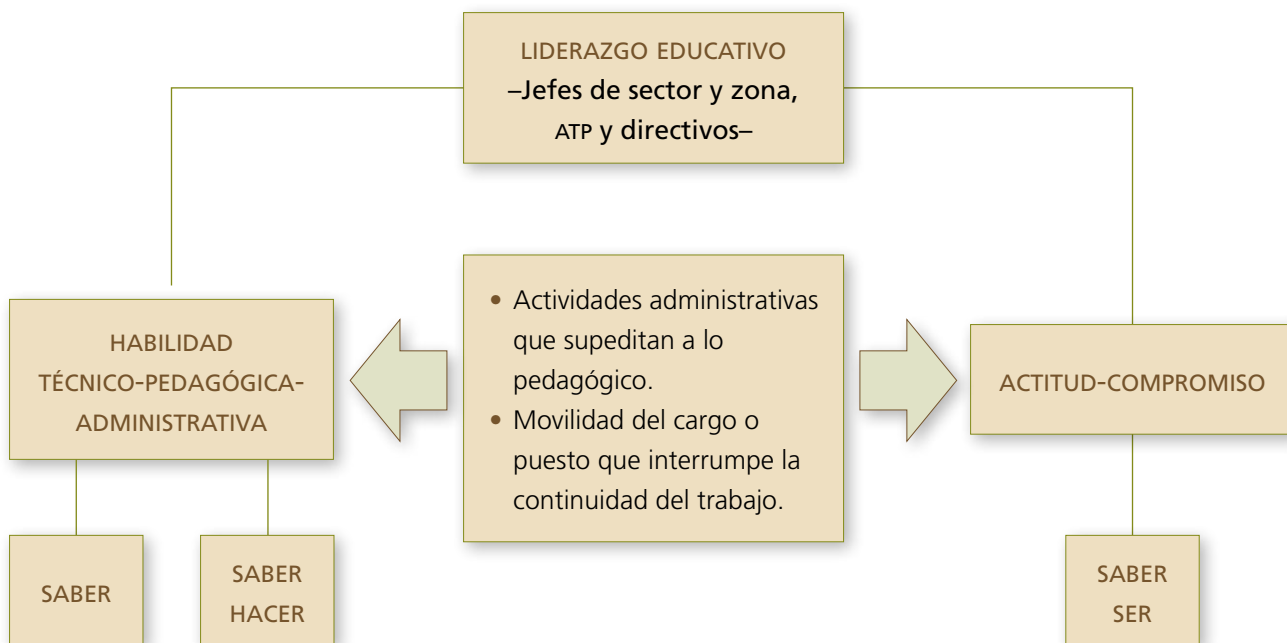 LIDERAZGO EDUCATIVO
–Jefes de sector y zona,
ATP y directivos–
HABILIDAD
TÉCNICO-PEDAGÓGICA-
ADMINISTRATIVA
• Actividades administrativas
que supeditan a lo
pedagógico.
• Movilidad del cargo o
puesto que interrumpe la
continuidad del trabajo.
ACTITUD-COMPROMISO
SABER
SABER
HACER
SABER
SER